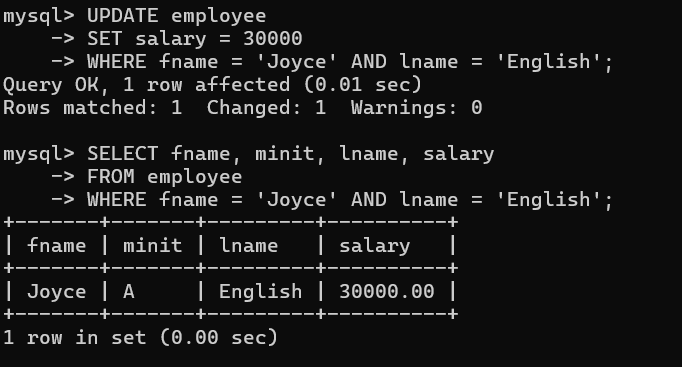 mysql> UPDATE employee
    -> SET salary = 30000
    -> WHERE fname = 'Joyce' AND lname = 'English';
Query OK, 1 row affected (0.01 sec)
Rows matched: 1  Changed: 1  Warnings: 0

mysql> SELECT fname, minit, lname, salary
    -> FROM employee
    -> WHERE fname = 'Joyce' AND lname = 'English';
+-------+-------+---------+----------+
| fname | minit | lname   | salary   |
+-------+-------+---------+----------+
| Joyce | A     | English | 30000.00 |
+-------+-------+---------+----------+
1 row in set (0.00 sec)